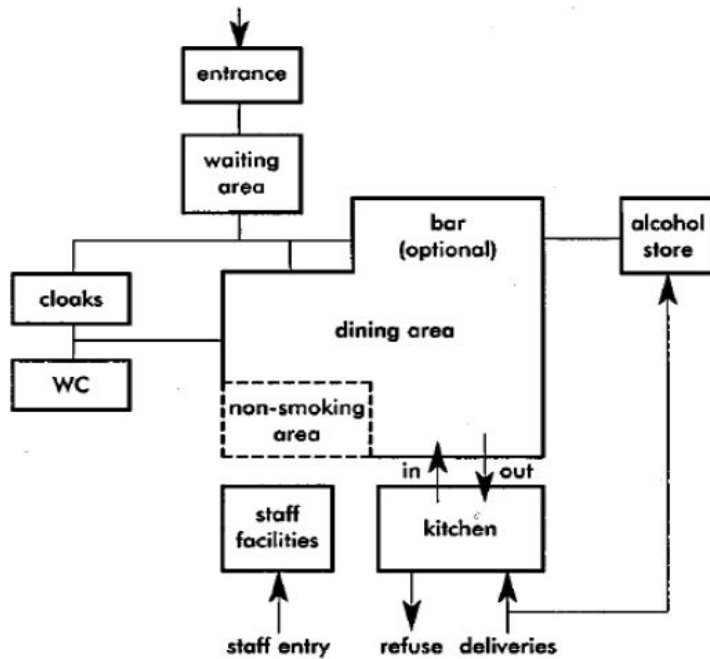 entrance
waiting
area
bar
(optional)
alcohol
store
cloaks
dining area
WC
non-smoking
area
in
out
staff
facilities
kitchen
staff entry
refuse
deliveries